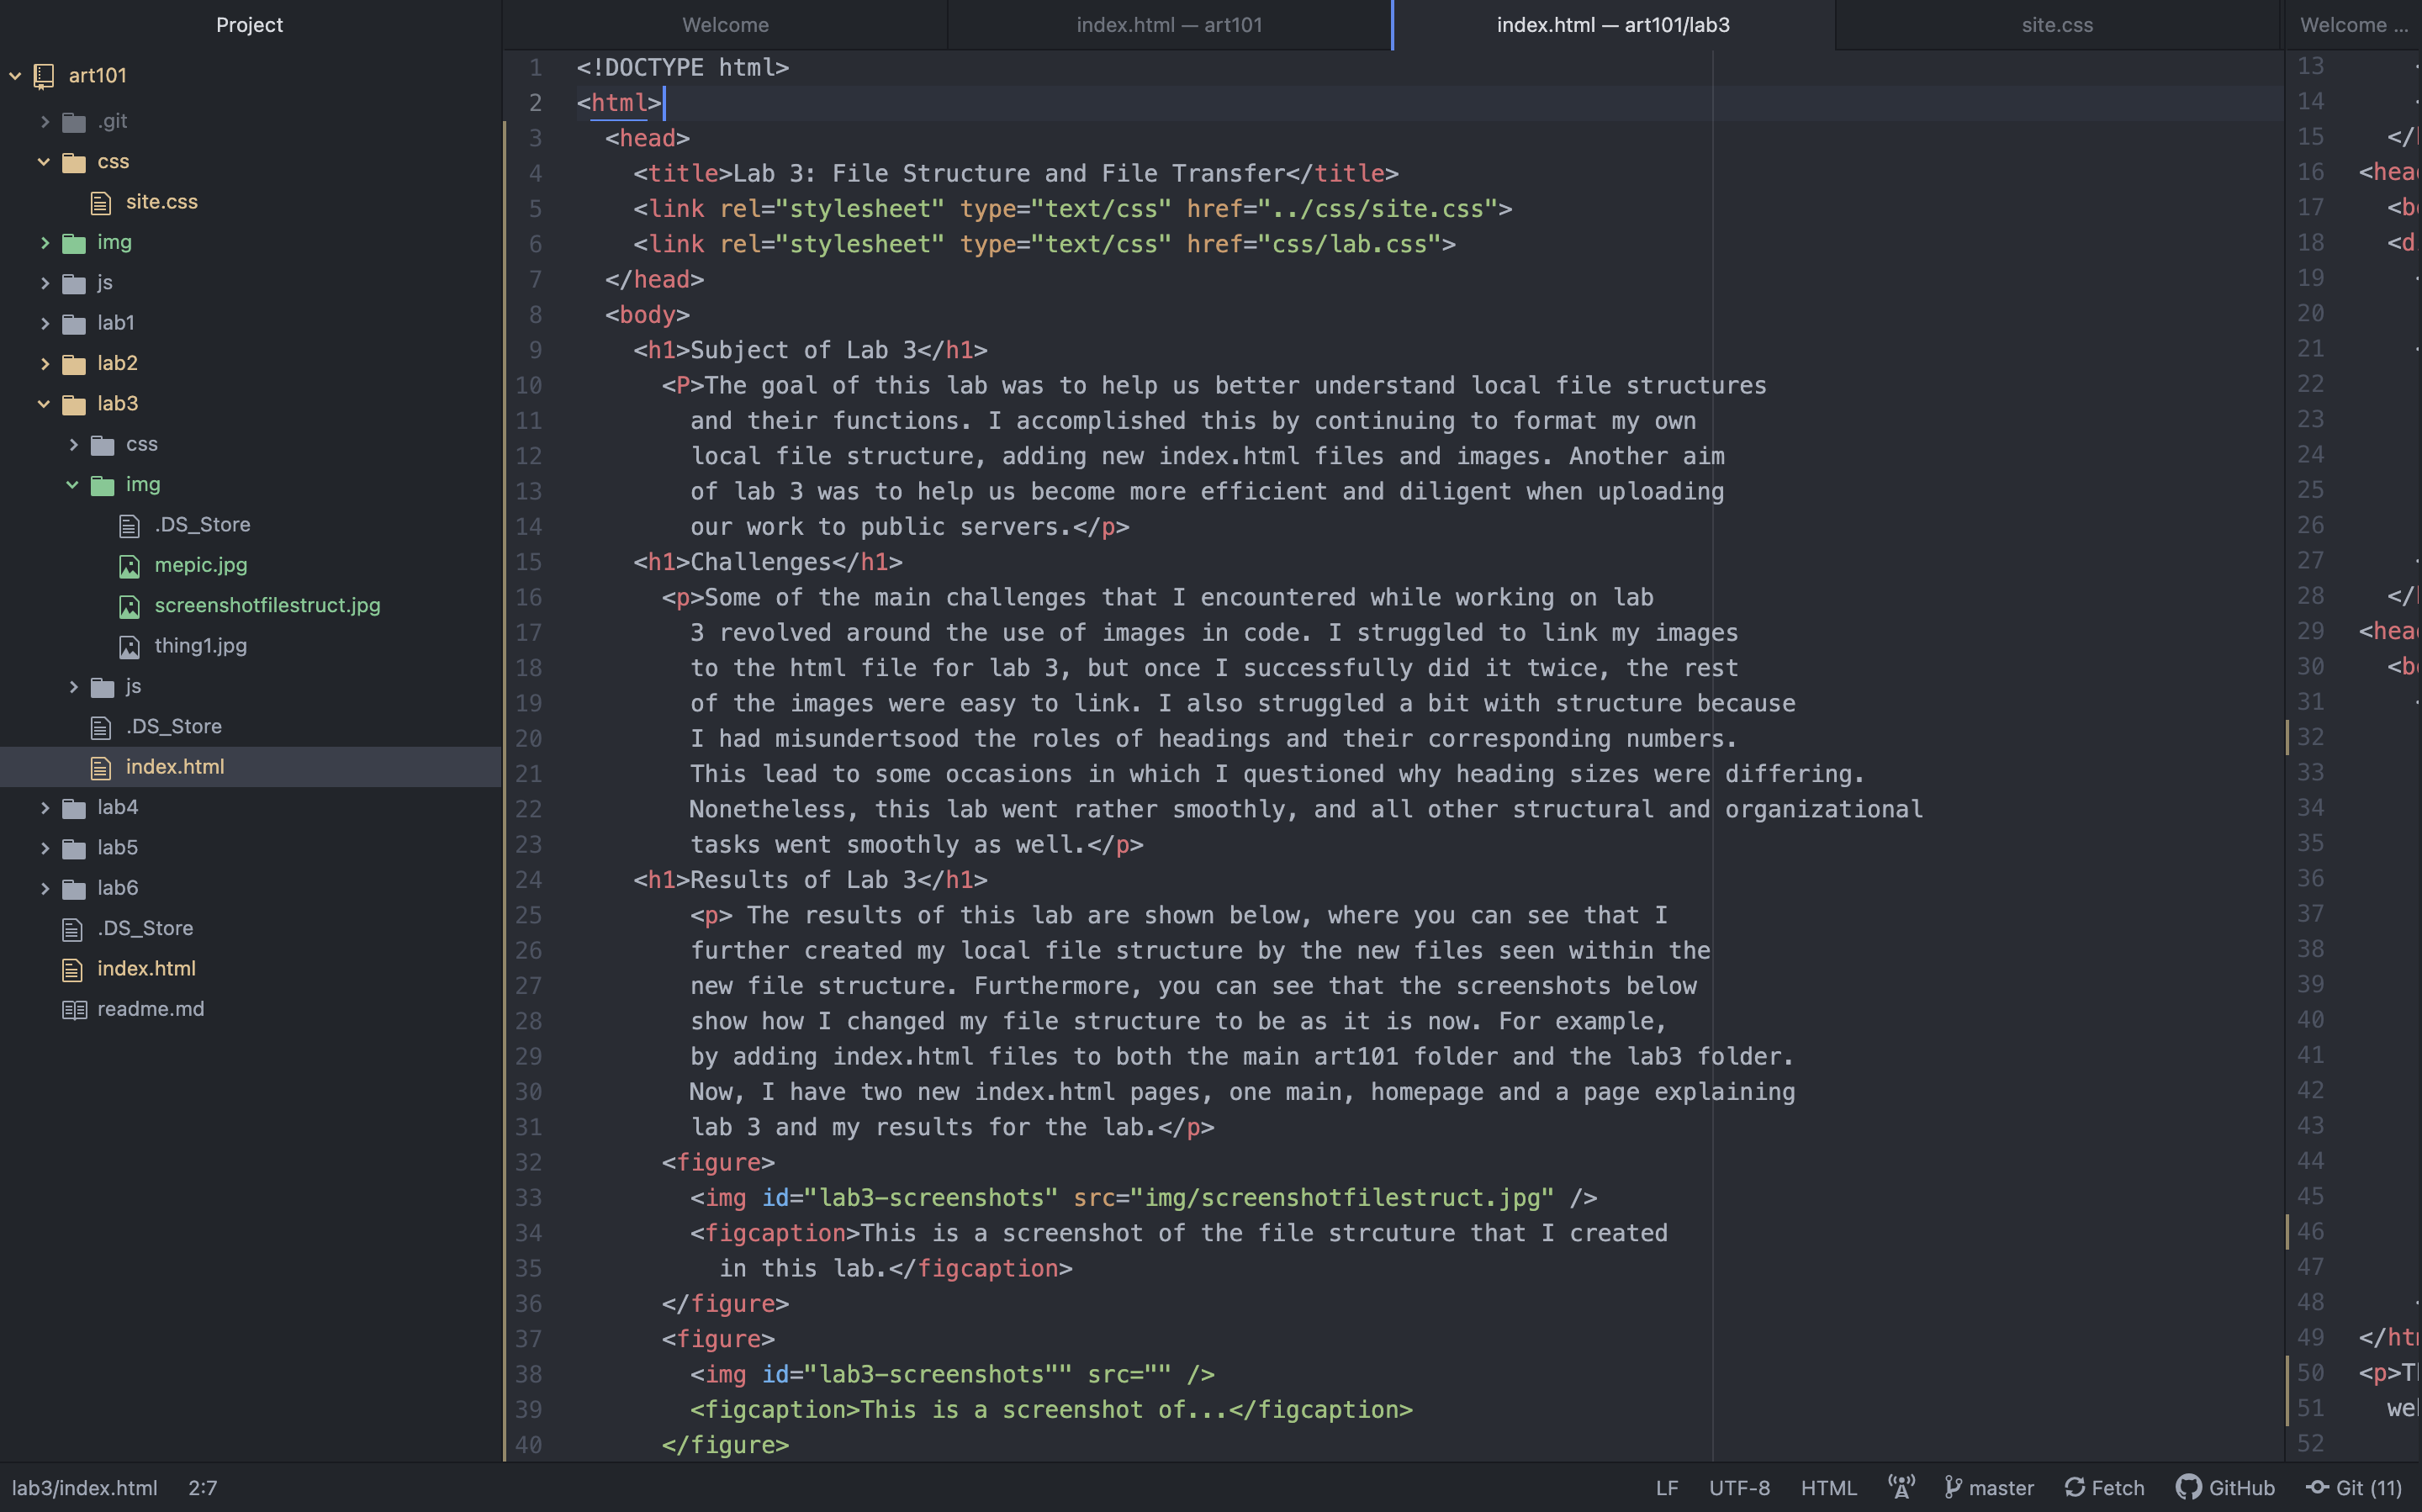 Project
art101
.git
css
site.css
img
js
lab1
lab2
lab3
css
img
.DS_Store
mepic.jpg
screenshotfilestruct.jpg
thing1.jpg
js
.DS_Store
index.html
lab4
lab5
lab6
.DS_Store
index.html
readme.md
Welcome
index.html — art101
index.html — art101/lab3
site.css
Welcome ...
1 <!DOCTYPE html>
2 <html>
3 <head>
4 <title>Lab 3: File Structure and File Transfer</title>
5 <link rel="stylesheet" type="text/css" href="../css/site.css">
6 <link rel="stylesheet" type="text/css" href="css/lab.css">
7 </head>
8 <body>
9 <h1>Subject of Lab 3</h1>
10 <P>The goal of this lab was to help us better understand local file structures
11 and their functions. I accomplished this by continuing to format my own
12 local file structure, adding new index.html files and images. Another aim
13 of lab 3 was to help us become more efficient and diligent when uploading
14 our work to public servers.</p>
15 <h1>Challenges</h1>
16 <p>Some of the main challenges that I encountered while working on lab
17 3 revolved around the use of images in code. I struggled to link my images
18 to the html file for lab 3, but once I successfully did it twice, the rest
19 of the images were easy to link. I also struggled a bit with structure because
20 I had misundertsood the roles of headings and their corresponding numbers.
21 This lead to some occasions in which I questioned why heading sizes were differing.
22 Nonetheless, this lab went rather smoothly, and all other structural and organizational
23 tasks went smoothly as well.</p>
24 <h1>Results of Lab 3</h1>
25 <p> The results of this lab are shown below, where you can see that I
26 further created my local file structure by the new files seen within the
27 new file structure. Furthermore, you can see that the screenshots below
28 show how I changed my file structure to be as it is now. For example,
29 by adding index.html files to both the main art101 folder and the lab3 folder.
30 Now, I have two new index.html pages, one main, homepage and a page explaining
31 lab 3 and my results for the lab.</p>
32 <figure>
33 <img id="lab3-screenshots" src="img/screenshotfilestruct.jpg" />
34 <figcaption>This is a screenshot of the file strcuture that I created
35 in this lab.</figcaption>
36 </figure>
37 <figure>
38 <img id="lab3-screenshots"" src="" />
39 <figcaption>This is a screenshot of...</figcaption>
40 </figure>
13
14
15 </
16 <hea
17 <b
18 <d
19
20
21
22
23
24
25
26
27
28 </
29 <hea
30 <b
31
32
33
34
35
36
37
38
39
40
41
42
43
44
45
46
47
48
49 </ht
50 <p>T
51 we
52
lab3/index.html 2:7
LF UTF-8 HTML master Fetch GitHub Git (11)